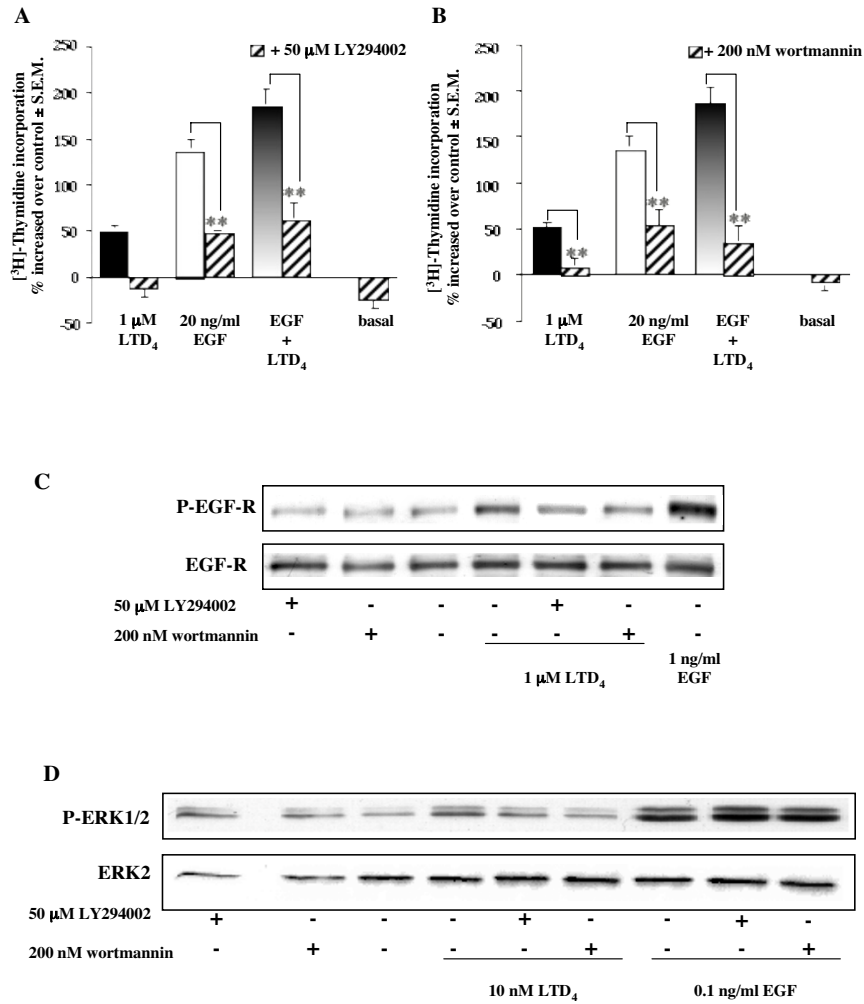 A
B
+ 50 μM LY294002
+ 200 nM wortmannin
[³H]-Thymidine incorporation
% increased over control ± S.E.M.
250
200
150
100
50
0
-50
**
**
1 μM
LTD₄
20 ng/ml
EGF
EGF
+
LTD₄
basal
[³H]-Thymidine incorporation
% increased over control ± S.E.M.
250
200
150
100
50
0
-50
**
**
**
1 μM
LTD₄
20 ng/ml
EGF
EGF
+
LTD₄
basal
C
P-EGF-R
EGF-R
50 μM LY294002 + - - - + - -
200 nM wortmannin - + - - - + -
1 μM LTD₄
1 ng/ml
EGF
D
P-ERK1/2
ERK2
50 μM LY294002 + - - - + - - + -
200 nM wortmannin - + - - - + - - +
10 nM LTD₄
0.1 ng/ml EGF